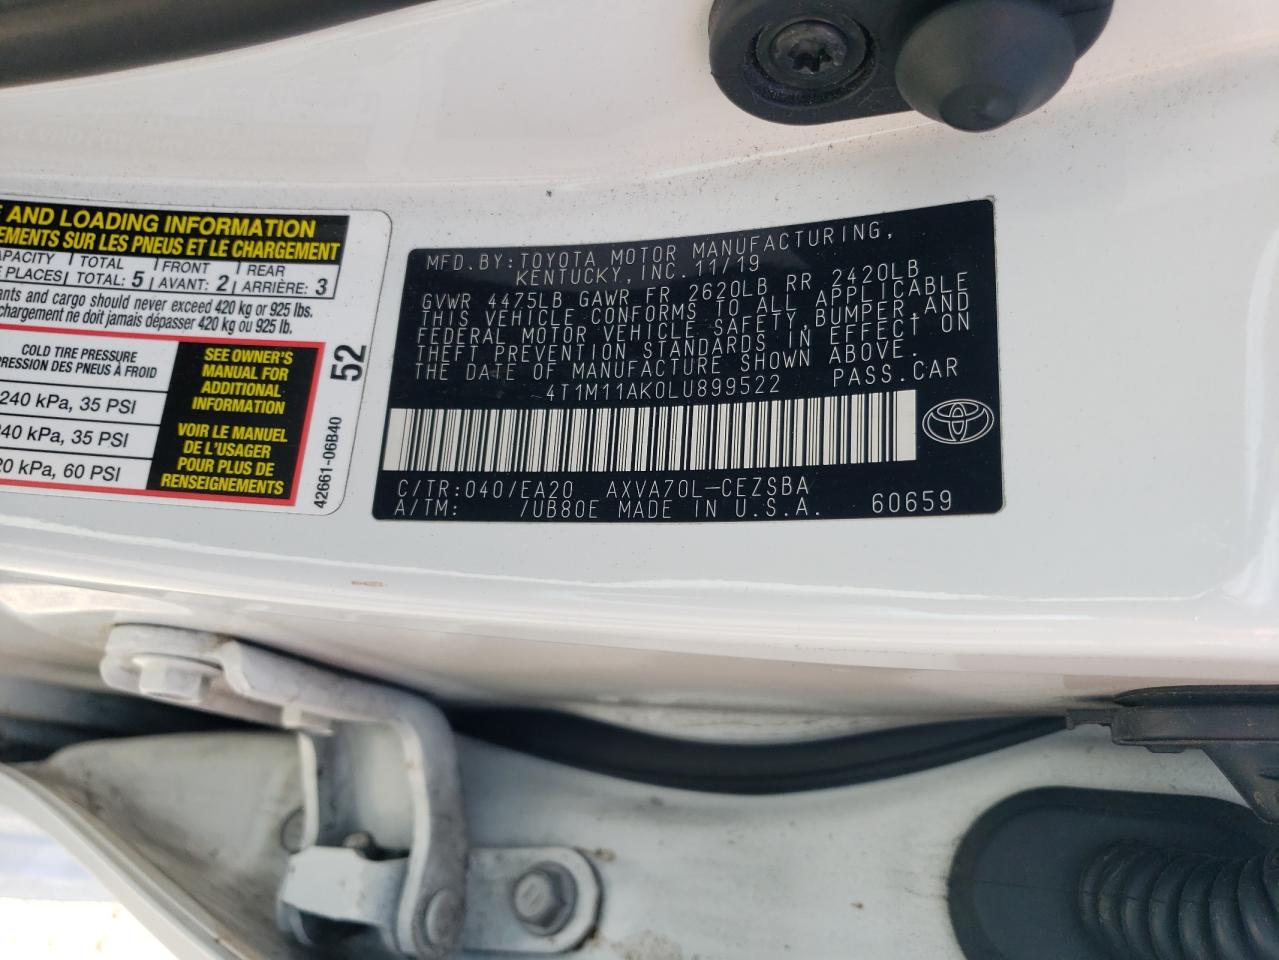 AND LOADING INFORMATION
SUR LES PNEUS ET LE CHARGEMENT
TOTAL FRONT REAR
PLACES TOTAL: 5 AVANT: 2 ARRIÈRE: 3
and cargo should never exceed 420 kg or 925 lbs.
chargement ne doit jamais dépasser 420 kg ou 925 lb.
COLD TIRE PRESSURE
DES PNEUS À FROID
240 kPa, 35 PSI
kPa, 35 PSI
kPa, 60 PSI
SEE OWNER'S
MANUAL FOR
ADDITIONAL
INFORMATION
VOIR LE MANUEL
DE L'USAGER
POUR PLUS DE
RENSEIGNEMENTS
52
42661-06B40
MFD.BY:TOYOTA MOTOR MANUFACTURING,
KENTUCKY, INC. 11/19
GVWR 4475LB GAWR FR 2620LB RR 2420LB
THIS VEHICLE CONFORMS TO ALL APPLICABLE
FEDERAL MOTOR VEHICLE SAFETY,BUMPER,AND
THEFT PREVENTION STANDARDS IN EFFECT ON
THE DATE OF MANUFACTURE SHOWN ABOVE.
4T1M11AK0LU899522 PASS.CAR
C/TR:040/EA20 AXVA70L-CEZSBA
A/TM: /UB80E MADE IN U.S.A. 60659